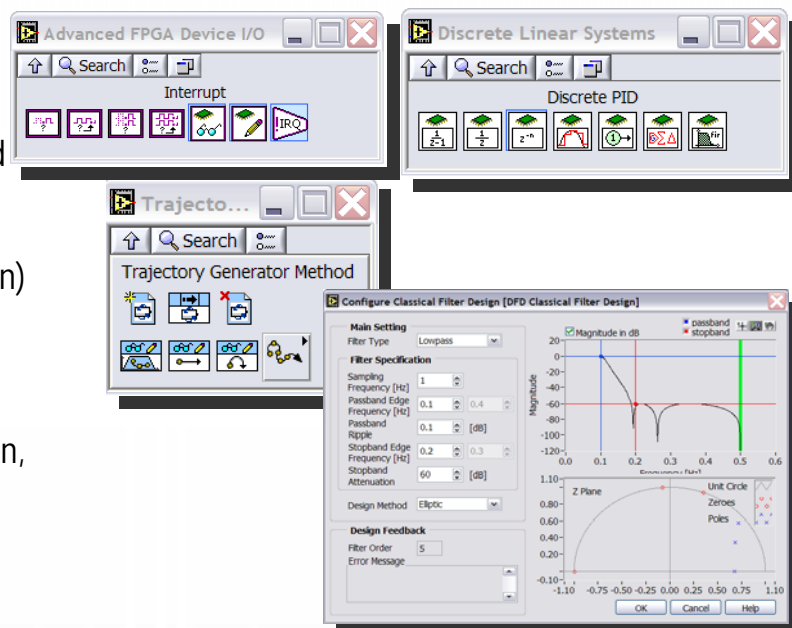 Advanced FPGA Device I/O
Search
Interrupt
?
?
?
?
IRQ
Discrete Linear Systems
Search
Discrete PID
1
z-1
1
z
z⁻ⁿ
1
DΣΔ
fir
d
n)
n,
Trajecto...
Search
Trajectory Generator Method
Configure Classical Filter Design [DFD Classical Filter Design]
Main Setting
Filter Type Lowpass
Filter Specification
Sampling Frequency [Hz] 1
Passband Edge Frequency [Hz] 0.1 0.4
Passband Ripple 0.1 [dB]
Stopband Edge Frequency [Hz] 0.2 0.3
Stopband Attenuation 60 [dB]
Design Method Elliptic
Design Feedback
Filter Order 5
Error Message
Magnitude in dB
passband
stopband
Magnitude
20
0
-20
-40
-60
-80
-100
-120
0.0 0.1 0.2 0.3 0.4 0.5 0.6
Frequency [Hz]
Z Plane
Unit Circle
Zeroes
Poles
1.10
0.80
0.60
0.40
0.20
-0.10
-1.10 -0.75 -0.50 -0.25 0.00 0.25 0.50 0.75 1.10
OK Cancel Help